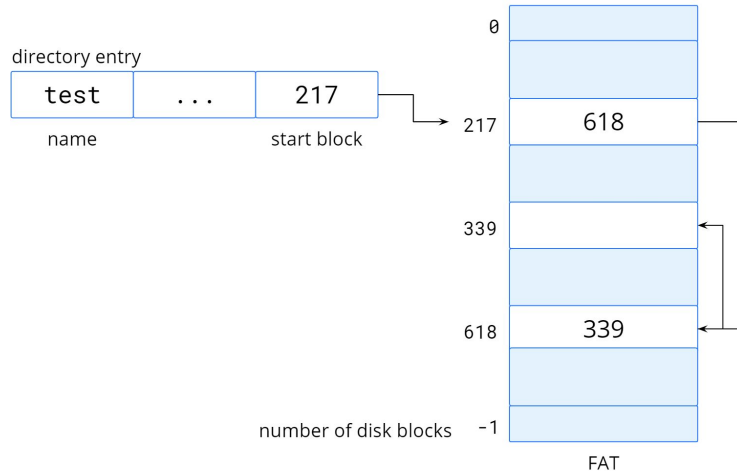 0
directory entry
test ... 217
name start block
217 618
339
618 339
number of disk blocks -1
FAT